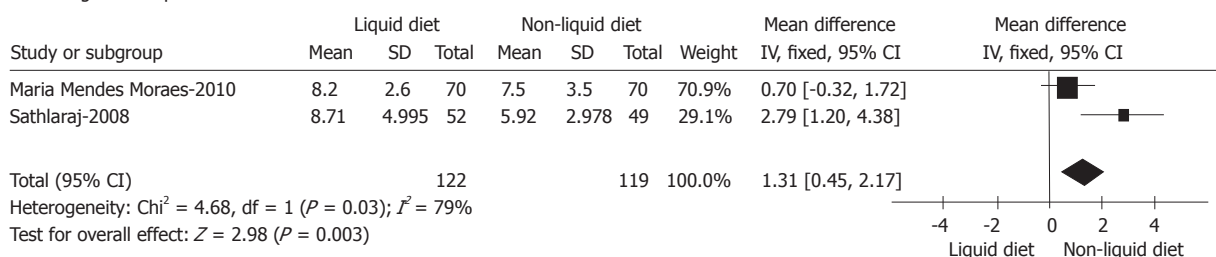 Liquid diet Non-liquid diet Mean difference Mean difference
Study or subgroup Mean SD Total Mean SD Total Weight IV, fixed, 95% CI IV, fixed, 95% CI
Maria Mendes Moraes-2010 8.2 2.6 70 7.5 3.5 70 70.9% 0.70 [-0.32, 1.72]
Sathlaraj-2008 8.71 4.995 52 5.92 2.978 49 29.1% 2.79 [1.20, 4.38]
Total (95% CI) 122 119 100.0% 1.31 [0.45, 2.17]
Heterogeneity: Chi² = 4.68, df = 1 (P = 0.03); I² = 79%
Test for overall effect: Z = 2.98 (P = 0.003)
-4 -2 0 2 4
Liquid diet Non-liquid diet